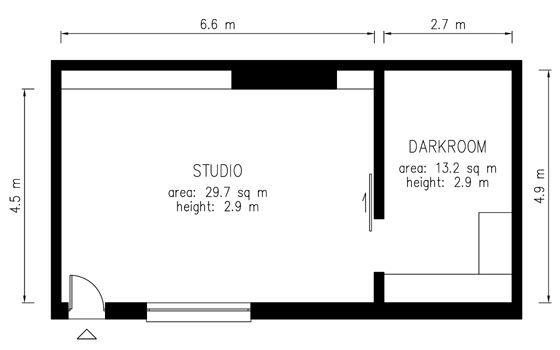 6.6 m
2.7 m
STUDIO
area: 29.7 sq m
height: 2.9 m
DARKROOM
area: 13.2 sq m
height: 2.9 m
4.5 m
4.9 m